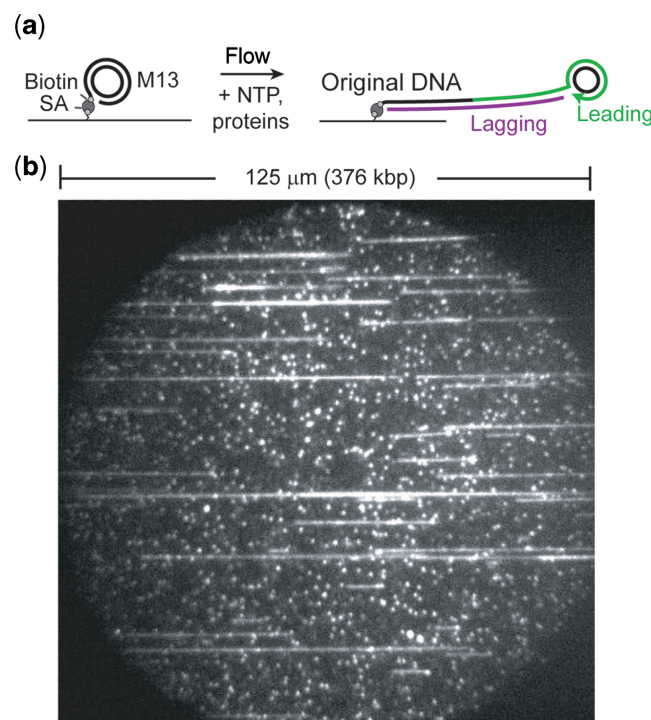 (a)
Biotin
SA
M13
Flow
+ NTP,
proteins
Original DNA
Lagging
Leading
(b)
125 μm (376 kbp)